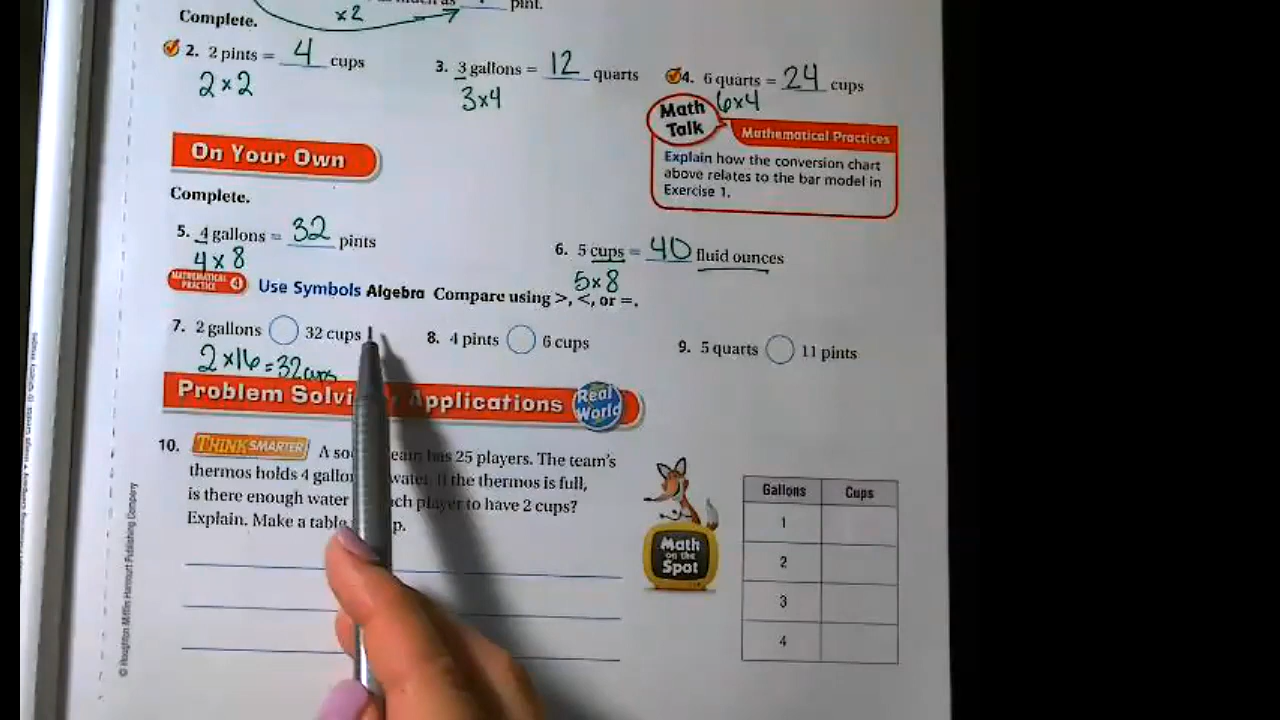 pint.
×2
Complete.
2. 2 pints = 4 cups
2 × 2
3. 3 gallons = 12 quarts
3×4
4. 6 quarts = 24 cups
6×4
Math Talk
Mathematical Practices
Explain how the conversion chart
above relates to the bar model in
Exercise 1.
On Your Own
Complete.
5. 4 gallons = 32 pints
4 × 8
6. 5 cups = 40 fluid ounces
5×8
MATHEMATICAL PRACTICE 4
Use Symbols Algebra Compare using >, <, or =.
7. 2 gallons 32 cups
2 ×16 = 32 cups
8. 4 pints 6 cups
9. 5 quarts 11 pints
Problem Solvi Applications
Real World
10. THINK SMARTER A so has 25 players. The team's
thermos holds 4 gallo water. If the thermos is full,
is there enough water player to have 2 cups?
Explain. Make a table
Math on the Spot
Gallons Cups
1
2
3
4
© Houghton Mifflin Harcourt Publishing Company